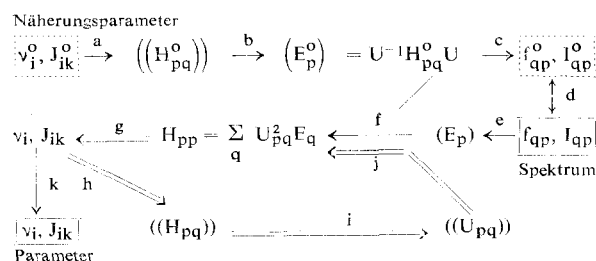 Näherungsparameter
a b c
ν°ᵢ, J°ᵢₖ ((H°pq)) (E°p) = U⁻¹H°pqU f°qp, I°qp
d
g f e
νᵢ, Jᵢₖ Hpp = Σq U²pqEq (Ep) fqp, Iqp
j Spektrum
k h
i
νᵢ, Jᵢₖ ((Hpq)) ((Upq))
Parameter